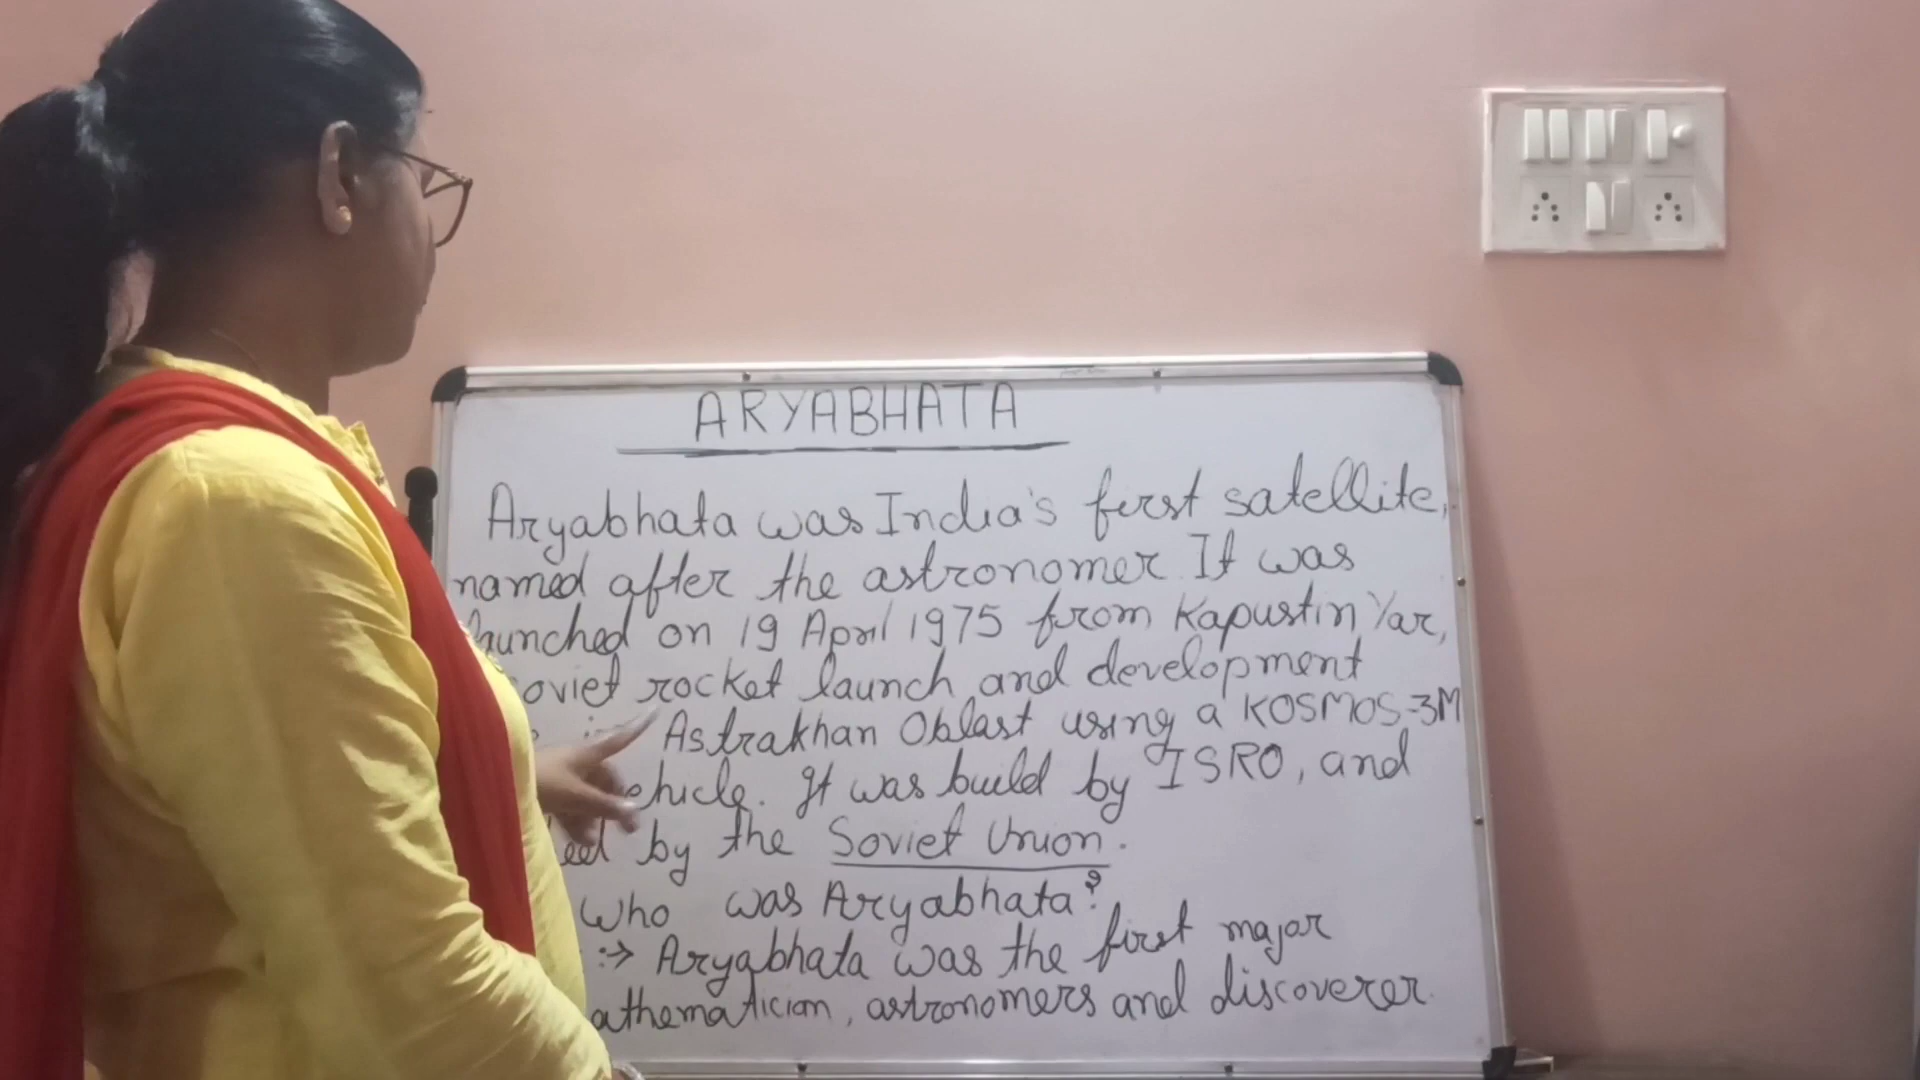 ARYABHATA
Aryabhata was India's first satellite,
named after the astronomer. It was
launched on 19 April 1975 from Kapustin Yar,
oviet rocket launch and development
Astrakhan Oblast using a KOSMOS-3M
ehicle. It was build by ISRO, and
by the Soviet Union.
Who was Aryabhata?
:→ Aryabhata was the first major
athematician, astronomers and discoverer.